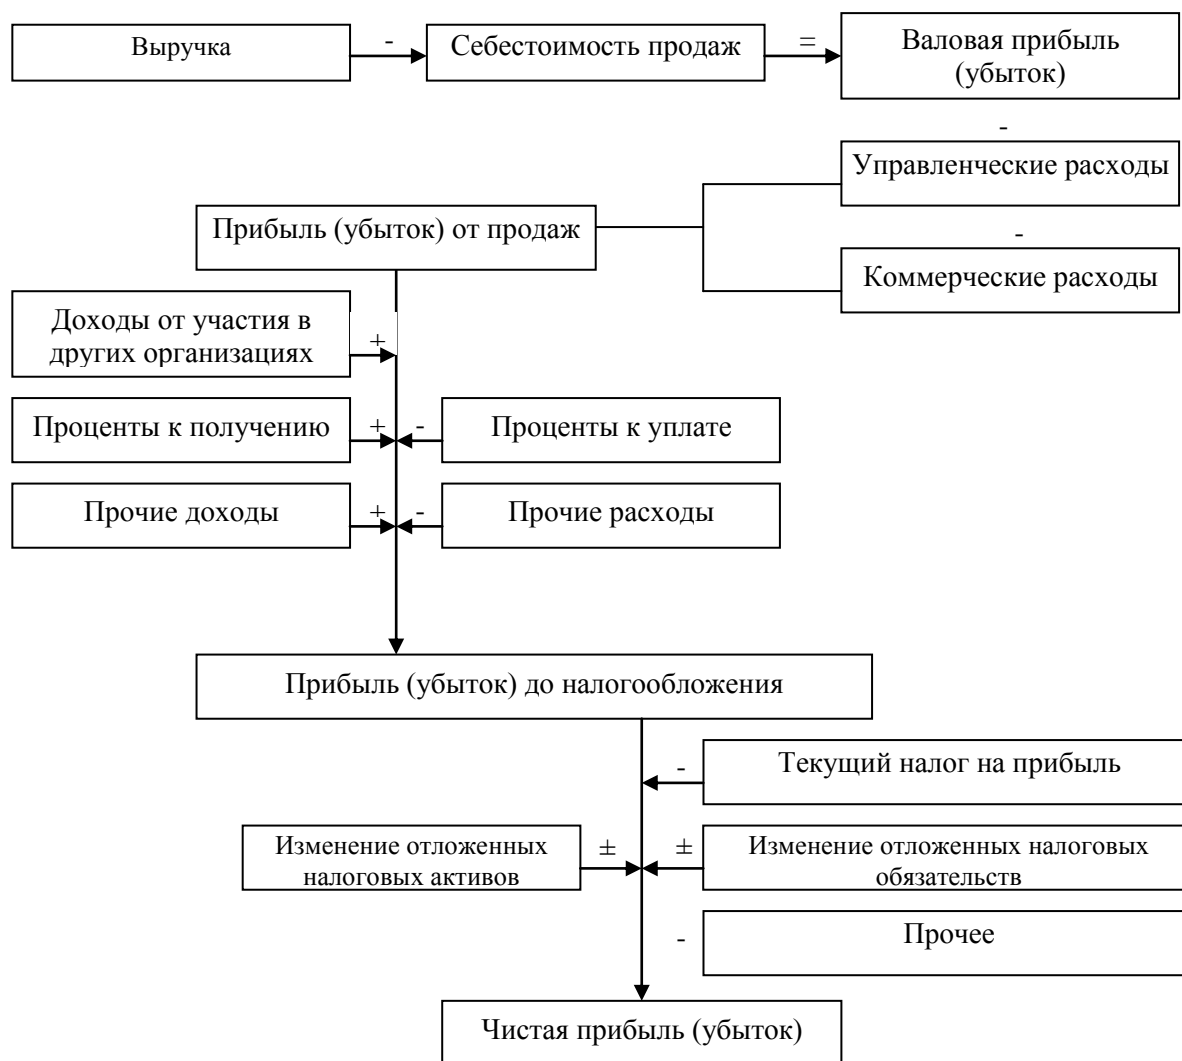 Выручка
-
Себестоимость продаж
=
Валовая прибыль
(убыток)
-
Управленческие расходы
Прибыль (убыток) от продаж
-
Коммерческие расходы
Доходы от участия в
других организациях
+
Проценты к получению
+
-
Проценты к уплате
Прочие доходы
+
-
Прочие расходы
Прибыль (убыток) до налогообложения
-
Текущий налог на прибыль
Изменение отложенных
налоговых активов
±
±
Изменение отложенных налоговых
обязательств
-
Прочее
Чистая прибыль (убыток)